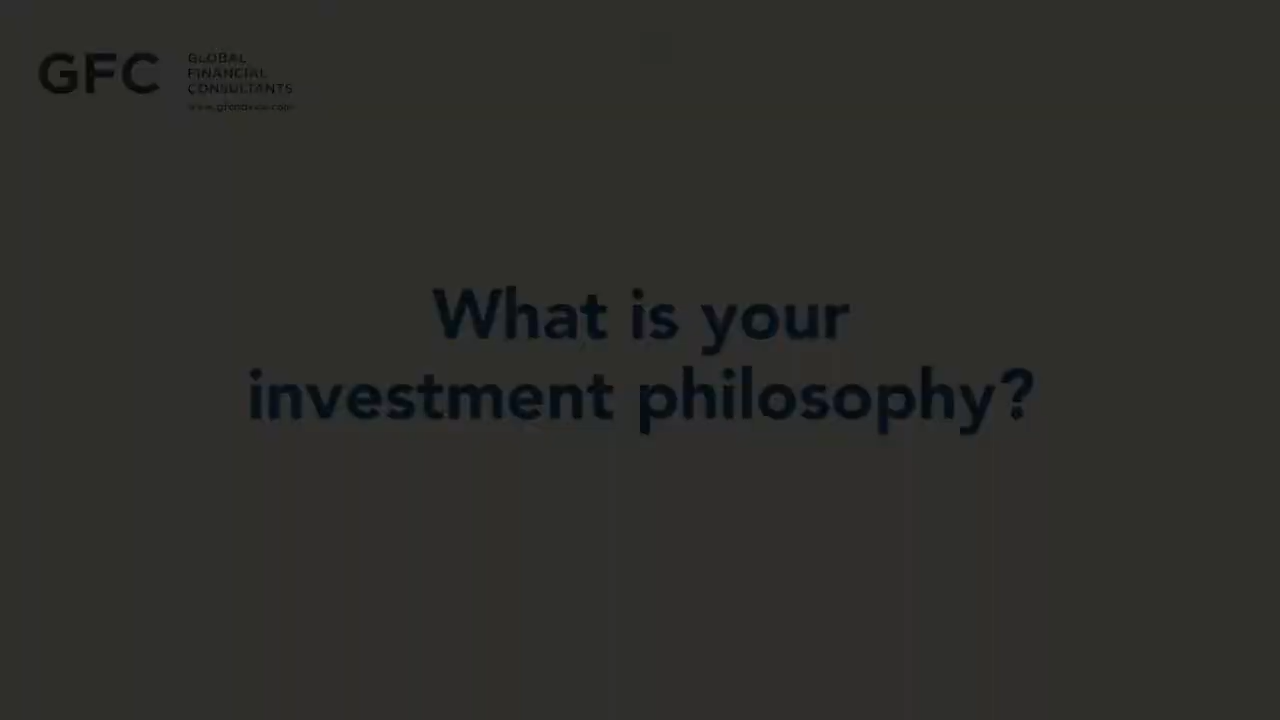 GFC
GLOBAL
FINANCIAL
CONSULTANTS
What is your
investment philosophy?